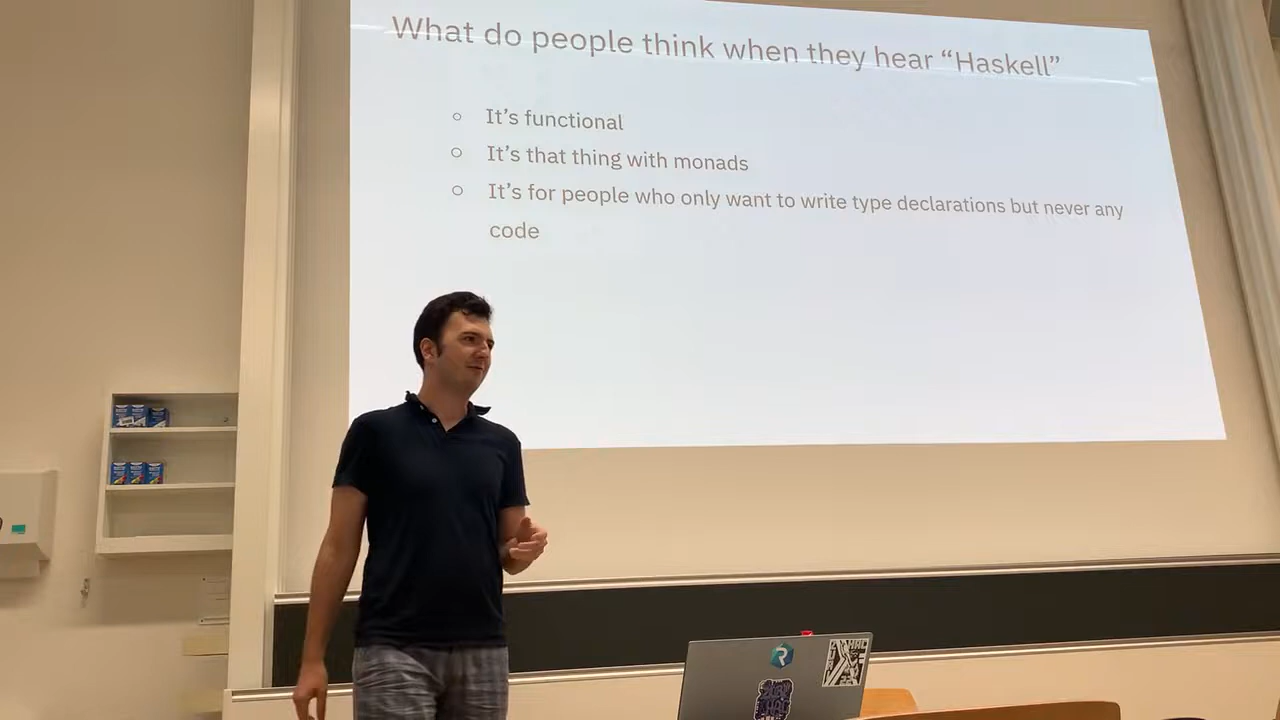 What do people think when they hear “Haskell”
○ It’s functional
○ It’s that thing with monads
○ It’s for people who only want to write type declarations but never any
code
R